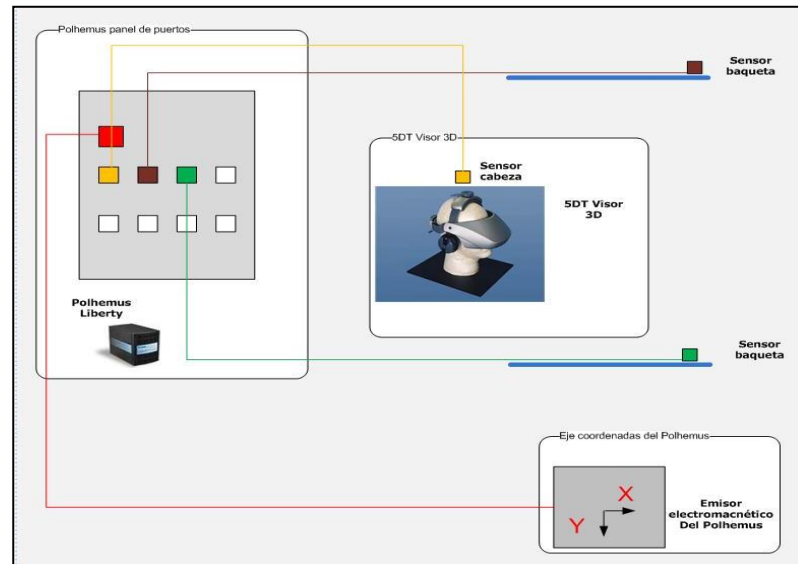 Polhemus panel de puertos
Sensor
baqueta
5DT Visor 3D
Sensor
cabeza
5DT Visor
3D
Polhemus
Liberty
Sensor
baqueta
Eje coordenadas del Polhemus
X
Y
Emisor
electromacnético
Del Polhemus